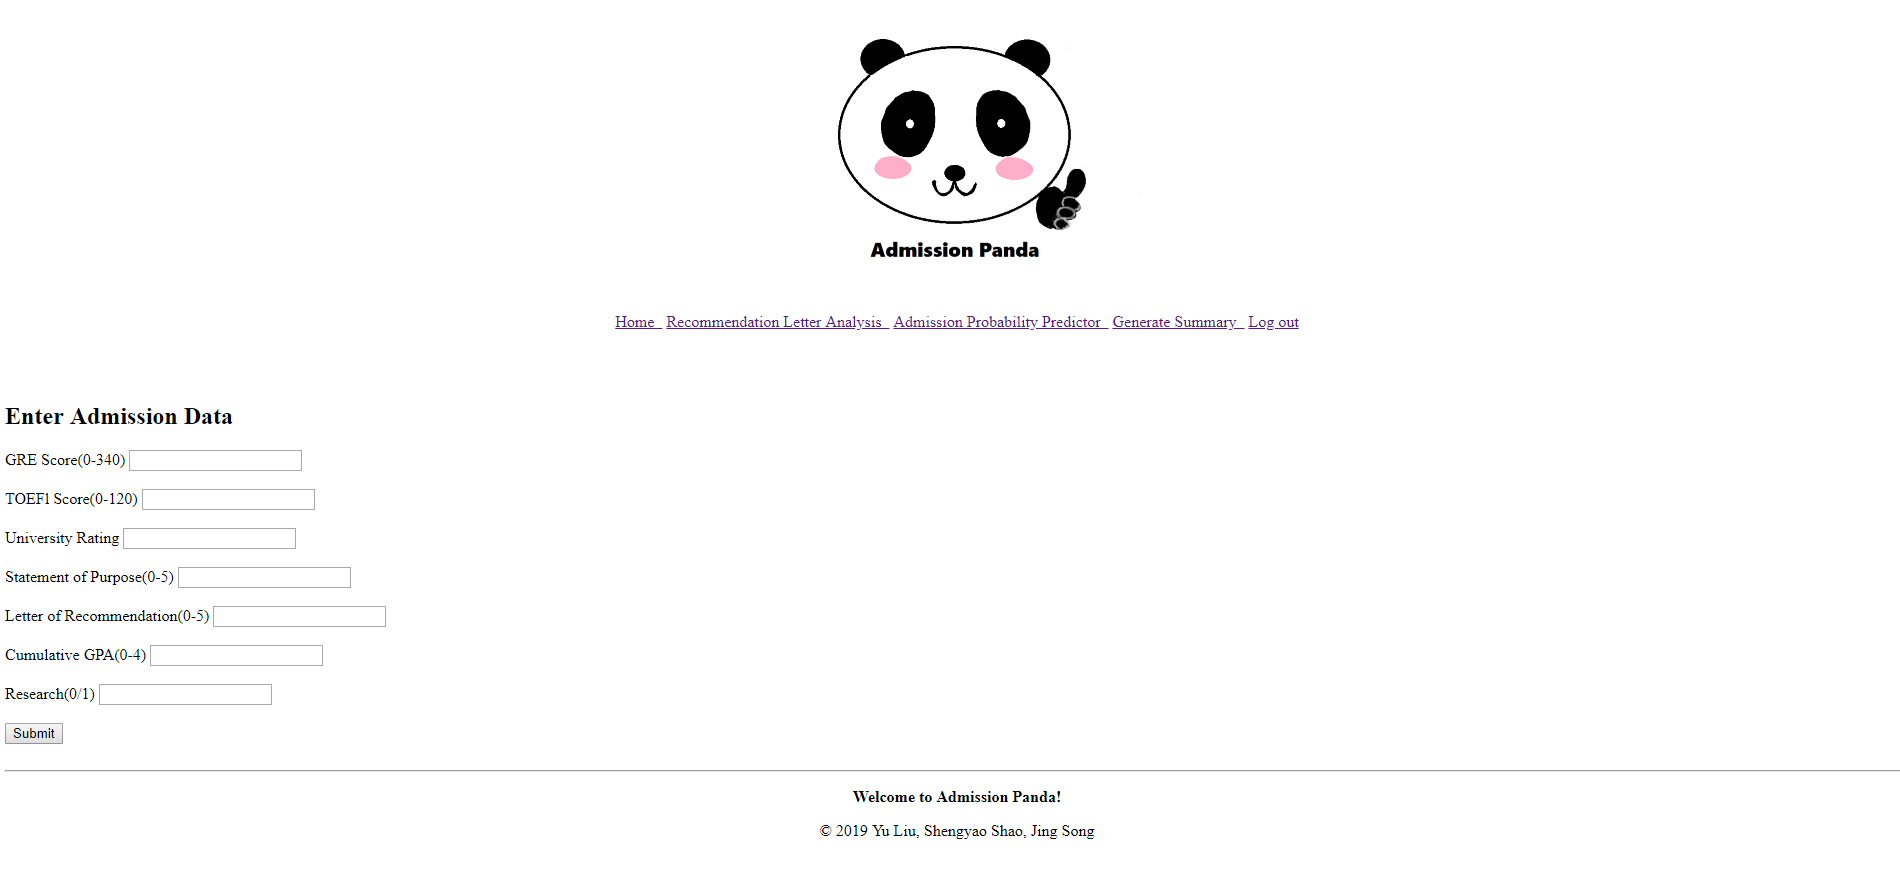 Admission Panda
Home Recommendation Letter Analysis Admission Probability Predictor Generate Summary Log out
Enter Admission Data
GRE Score(0-340)
TOEFl Score(0-120)
University Rating
Statement of Purpose(0-5)
Letter of Recommendation(0-5)
Cumulative GPA(0-4)
Research(0/1)
Submit
Welcome to Admission Panda!
© 2019 Yu Liu, Shengyao Shao, Jing Song